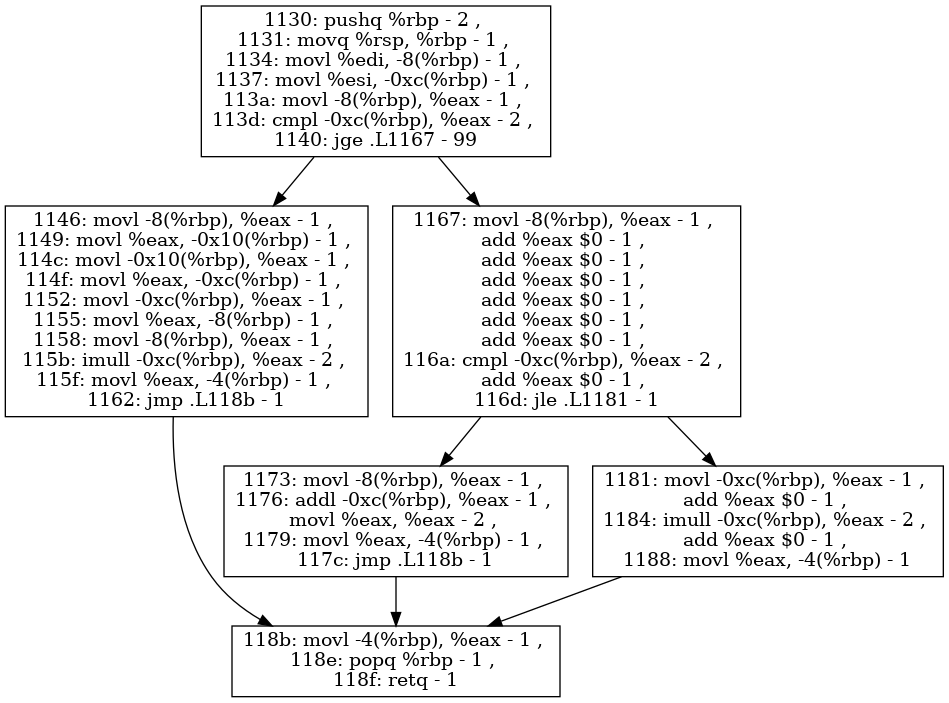 1130: pushq %rbp - 2 ,
1131: movq %rsp, %rbp - 1 ,
1134: movl %edi, -8(%rbp) - 1 ,
1137: movl %esi, -0xc(%rbp) - 1 ,
113a: movl -8(%rbp), %eax - 1 ,
113d: cmpl -0xc(%rbp), %eax - 2 ,
1140: jge .L1167 - 99
1146: movl -8(%rbp), %eax - 1 ,
1149: movl %eax, -0x10(%rbp) - 1 ,
114c: movl -0x10(%rbp), %eax - 1 ,
114f: movl %eax, -0xc(%rbp) - 1 ,
1152: movl -0xc(%rbp), %eax - 1 ,
1155: movl %eax, -8(%rbp) - 1 ,
1158: movl -8(%rbp), %eax - 1 ,
115b: imull -0xc(%rbp), %eax - 2 ,
115f: movl %eax, -4(%rbp) - 1 ,
1162: jmp .L118b - 1
1167: movl -8(%rbp), %eax - 1 ,
add %eax $0 - 1 ,
add %eax $0 - 1 ,
add %eax $0 - 1 ,
add %eax $0 - 1 ,
add %eax $0 - 1 ,
add %eax $0 - 1 ,
116a: cmpl -0xc(%rbp), %eax - 2 ,
add %eax $0 - 1 ,
116d: jle .L1181 - 1
1173: movl -8(%rbp), %eax - 1 ,
1176: addl -0xc(%rbp), %eax - 1 ,
movl %eax, %eax - 2 ,
1179: movl %eax, -4(%rbp) - 1 ,
117c: jmp .L118b - 1
1181: movl -0xc(%rbp), %eax - 1 ,
add %eax $0 - 1 ,
1184: imull -0xc(%rbp), %eax - 2 ,
add %eax $0 - 1 ,
1188: movl %eax, -4(%rbp) - 1
118b: movl -4(%rbp), %eax - 1 ,
118e: popq %rbp - 1 ,
118f: retq - 1